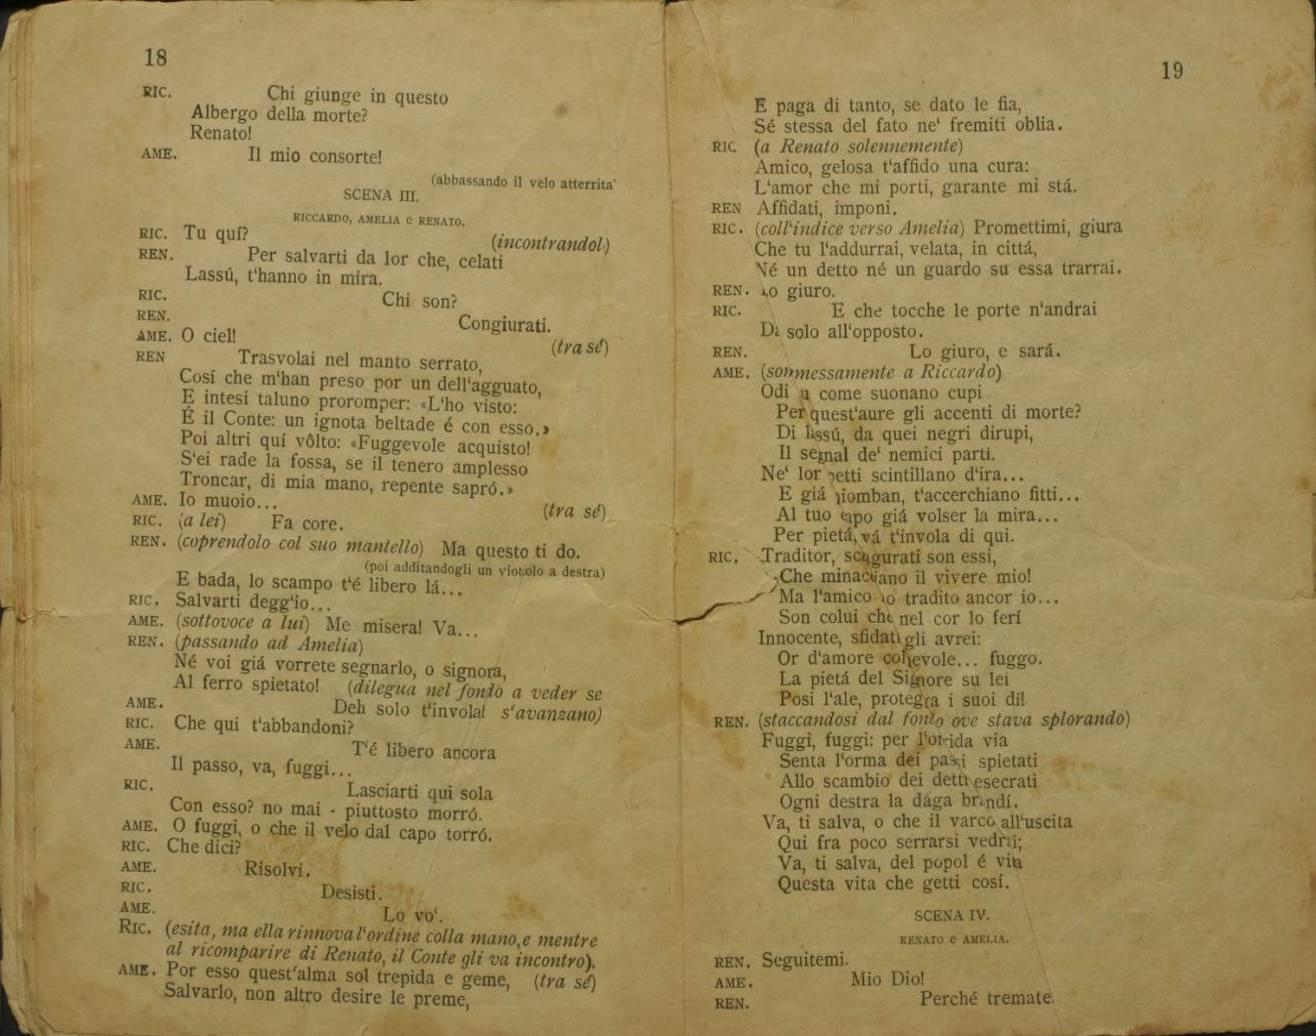 18
RIC. Chi giunge in questo
Albergo della morte?
Renato!
AME. Il mio consorte!
(abbassando il velo atterrita'
SCENA III.
RICCARDO, AMELIA e RENATO.
RIC. Tu quí? (incontrandol)
REN. Per salvarti da lor che, celati
Lassú, t'hanno in mira.
RIC. Chi son?
REN. Congiurati.
AME. O ciel! (tra sé)
REN Trasvolai nel manto serrato,
Cosí che m'han preso per un dell'agguato,
E intesi taluno proromper: «L'ho visto:
É il Conte: un ignota beltade é con esso.»
Poi altri quí vôlto: «Fuggevole acquisto!
S'ei rade la fossa, se il tenero amplesso
Troncar, di mia mano, repente sapró.»
AME. Io muoio... (tra sé)
RIC. (a lei) Fa core.
REN. (coprendolo col suo mantello) Ma questo ti do.
(poi additandogli un viottolo a destra)
E bada, lo scampo t'é libero lá...
RIC. Salvarti degg'io...
AME. (sottovoce a lui) Me misera! Va...
REN. (passando ad Amelia)
Né voi giá vorrete segnarlo, o signora,
Al ferro spietato! (dilegua nel fondo a veder se
AME. Deh solo t'invola! s'avanzano)
RIC. Che qui t'abbandoni?
AME. T'é libero ancora
Il passo, va, fuggi...
RIC. Lasciarti qui sola
Con esso? no mai - piuttosto morró.
AME. O fuggi, o che il velo dal capo torró.
RIC. Che dici?
AME. Risolvi.
RIC. Desisti.
AME. Lo vo'.
RIC. (esita, ma ella rinnova l'ordine colla mano, e mentre
al ricomparire di Renato, il Conte gli va incontro).
AME. Por esso quest'alma sol trepida e geme, (tra sé)
Salvarlo, non altro desire le preme,
19
E paga di tanto, se dato le fia,
Sé stessa del fato ne' fremiti oblia.
RIC (a Renato solennemente)
Amico, gelosa t'affido una cura:
L'amor che mi porti, garante mi stá.
REN Affidati, imponi.
RIC. (coll'indice verso Amelia) Promettimi, giura
Che tu l'addurrai, velata, in cittá,
Né un detto né un guardo su essa trarrai.
REN. Lo giuro.
RIC. E che tocche le porte n'andrai
Da solo all'opposto.
REN. Lo giuro, e sará.
AME. (sommessamente a Riccardo)
Odi tu come suonano cupi
Per quest'aure gli accenti di morte?
Di lassú, da quei negri dirupi,
Il segnal de' nemici parti.
Ne' lor petti scintillano d'ira...
E giá piomban, t'accerchiano fitti...
Al tuo capo giá volser la mira...
Per pietá, vá t'invola di qui.
RIC. Traditor, scngurati son essi,
Che minacciano il vivere mio!
Ma l'amico ho tradito ancor io...
Son colui che nel cor lo ferí
Innocente, sfidati gli avrei:
Or d'amore colpevole... fuggo.
La pietá del Signore su lei
Posi l'ale, protegga i suoi dí!
REN. (staccandosi dal fonto ove stava splorando)
Fuggi, fuggi: per l'orrida via
Senta l'orma dei passi spietati
Allo scambio dei detti esecrati
Ogni destra la daga brandí.
Va, ti salva, o che il varco all'uscita
Qui fra poco serrarsi vedrai;
Va, ti salva, del popol é vita
Questa vita che getti cosí.
SCENA IV.
RENATO e AMELIA.
REN. Seguitemi.
AME. Mio Dio!
REN. Perché tremate.